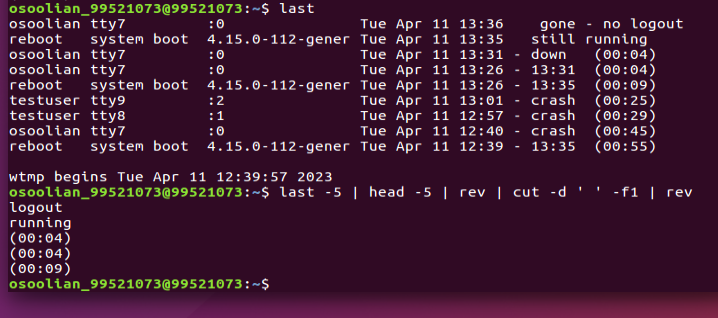 osoolian_99521073@99521073:~$ last
osoolian tty7         :0               Tue Apr 11 13:36    gone - no logout
reboot   system boot  4.15.0-112-gener Tue Apr 11 13:35   still running
osoolian tty7         :0               Tue Apr 11 13:31 - down   (00:04)
osoolian tty7         :0               Tue Apr 11 13:26 - 13:31  (00:04)
reboot   system boot  4.15.0-112-gener Tue Apr 11 13:26 - 13:35  (00:09)
testuser tty9         :2               Tue Apr 11 13:01 - crash  (00:25)
testuser tty8         :1               Tue Apr 11 12:57 - crash  (00:29)
osoolian tty7         :0               Tue Apr 11 12:40 - crash  (00:45)
reboot   system boot  4.15.0-112-gener Tue Apr 11 12:39 - 13:35  (00:55)

wtmp begins Tue Apr 11 12:39:57 2023
osoolian_99521073@99521073:~$ last -5 | head -5 | rev | cut -d ' ' -f1 | rev
logout
running
(00:04)
(00:04)
(00:09)
osoolian_99521073@99521073:~$